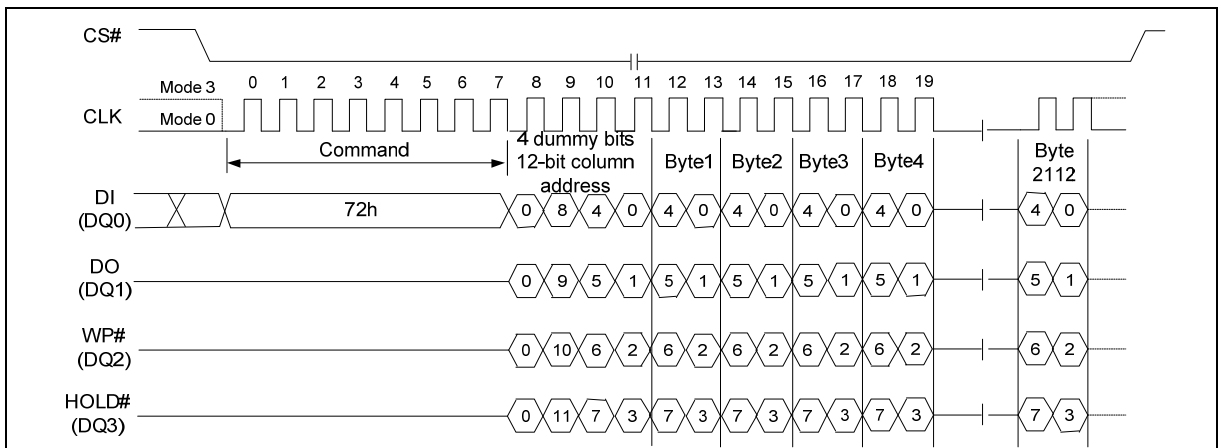 CS#
Mode 3 0 1 2 3 4 5 6 7 8 9 10 11 12 13 14 15 16 17 18 19
CLK Mode 0
Command
4 dummy bits
12-bit column
address
Byte1 Byte2 Byte3 Byte4
Byte
2112
DI
(DQ0)
72h 0 8 4 0 4 0 4 0 4 0 4 0 4 0
DO
(DQ1)
0 9 5 1 5 1 5 1 5 1 5 1 5 1
WP#
(DQ2)
0 10 6 2 6 2 6 2 6 2 6 2 6 2
HOLD#
(DQ3)
0 11 7 3 7 3 7 3 7 3 7 3 7 3